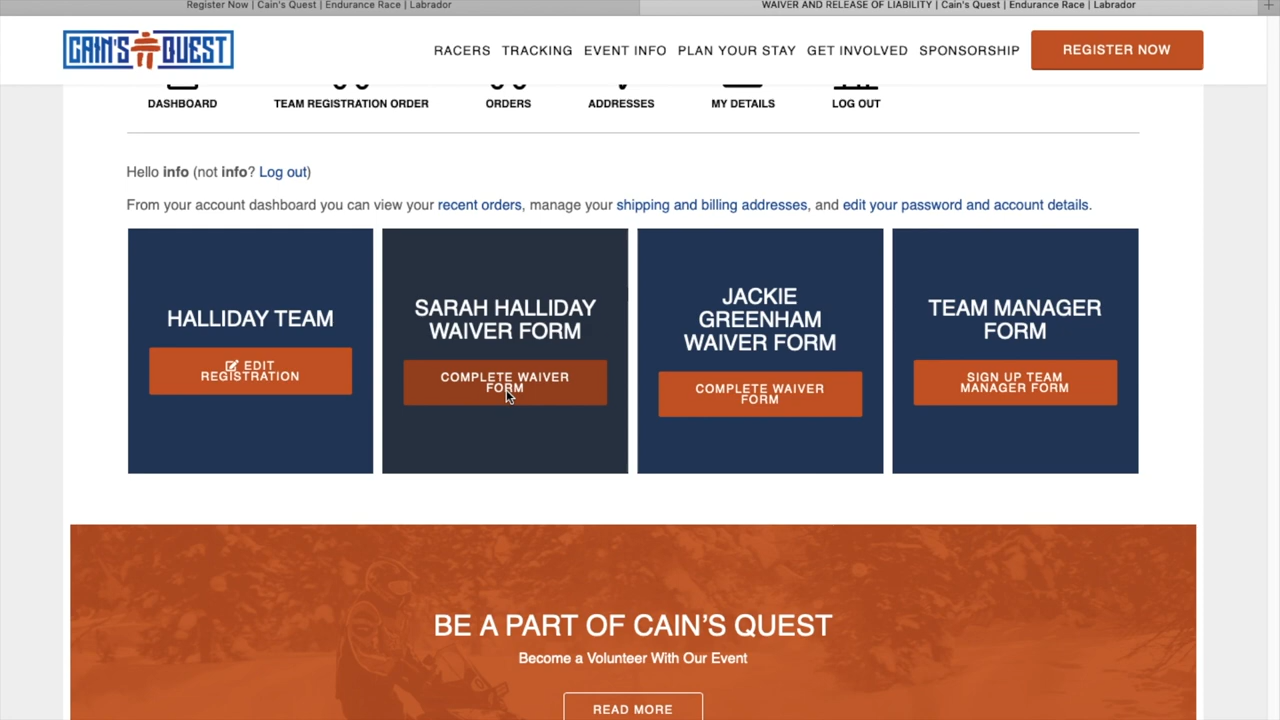 Register Now | Cain's Quest | Endurance Race | Labrador
WAIVER AND RELEASE OF LIABILITY | Cain's Quest | Endurance Race | Labrador
CAIN'S QUEST
RACERS TRACKING EVENT INFO PLAN YOUR STAY GET INVOLVED SPONSORSHIP REGISTER NOW
DASHBOARD TEAM REGISTRATION ORDER ORDERS ADDRESSES MY DETAILS LOG OUT
Hello info (not info? Log out)
From your account dashboard you can view your recent orders, manage your shipping and billing addresses, and edit your password and account details.
HALLIDAY TEAM
EDIT
REGISTRATION
SARAH HALLIDAY
WAIVER FORM
COMPLETE WAIVER
FORM
JACKIE
GREENHAM
WAIVER FORM
COMPLETE WAIVER
FORM
TEAM MANAGER
FORM
SIGN UP TEAM
MANAGER FORM
BE A PART OF CAIN'S QUEST
Become a Volunteer With Our Event
READ MORE